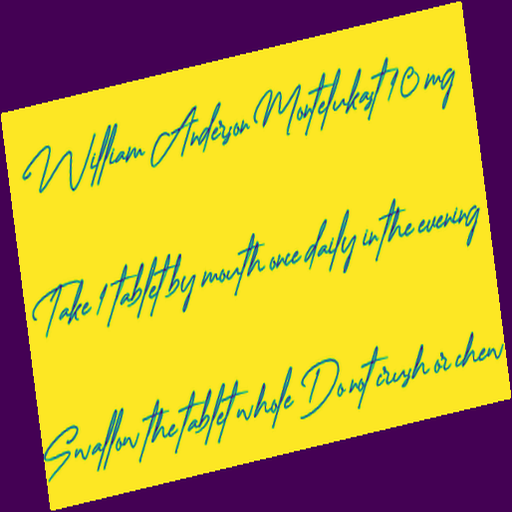 William Anderson Montelukast 10 mg
Take 1 tablet by mouth once daily in the evening
Swallow the tablet whole Do not crush or chew